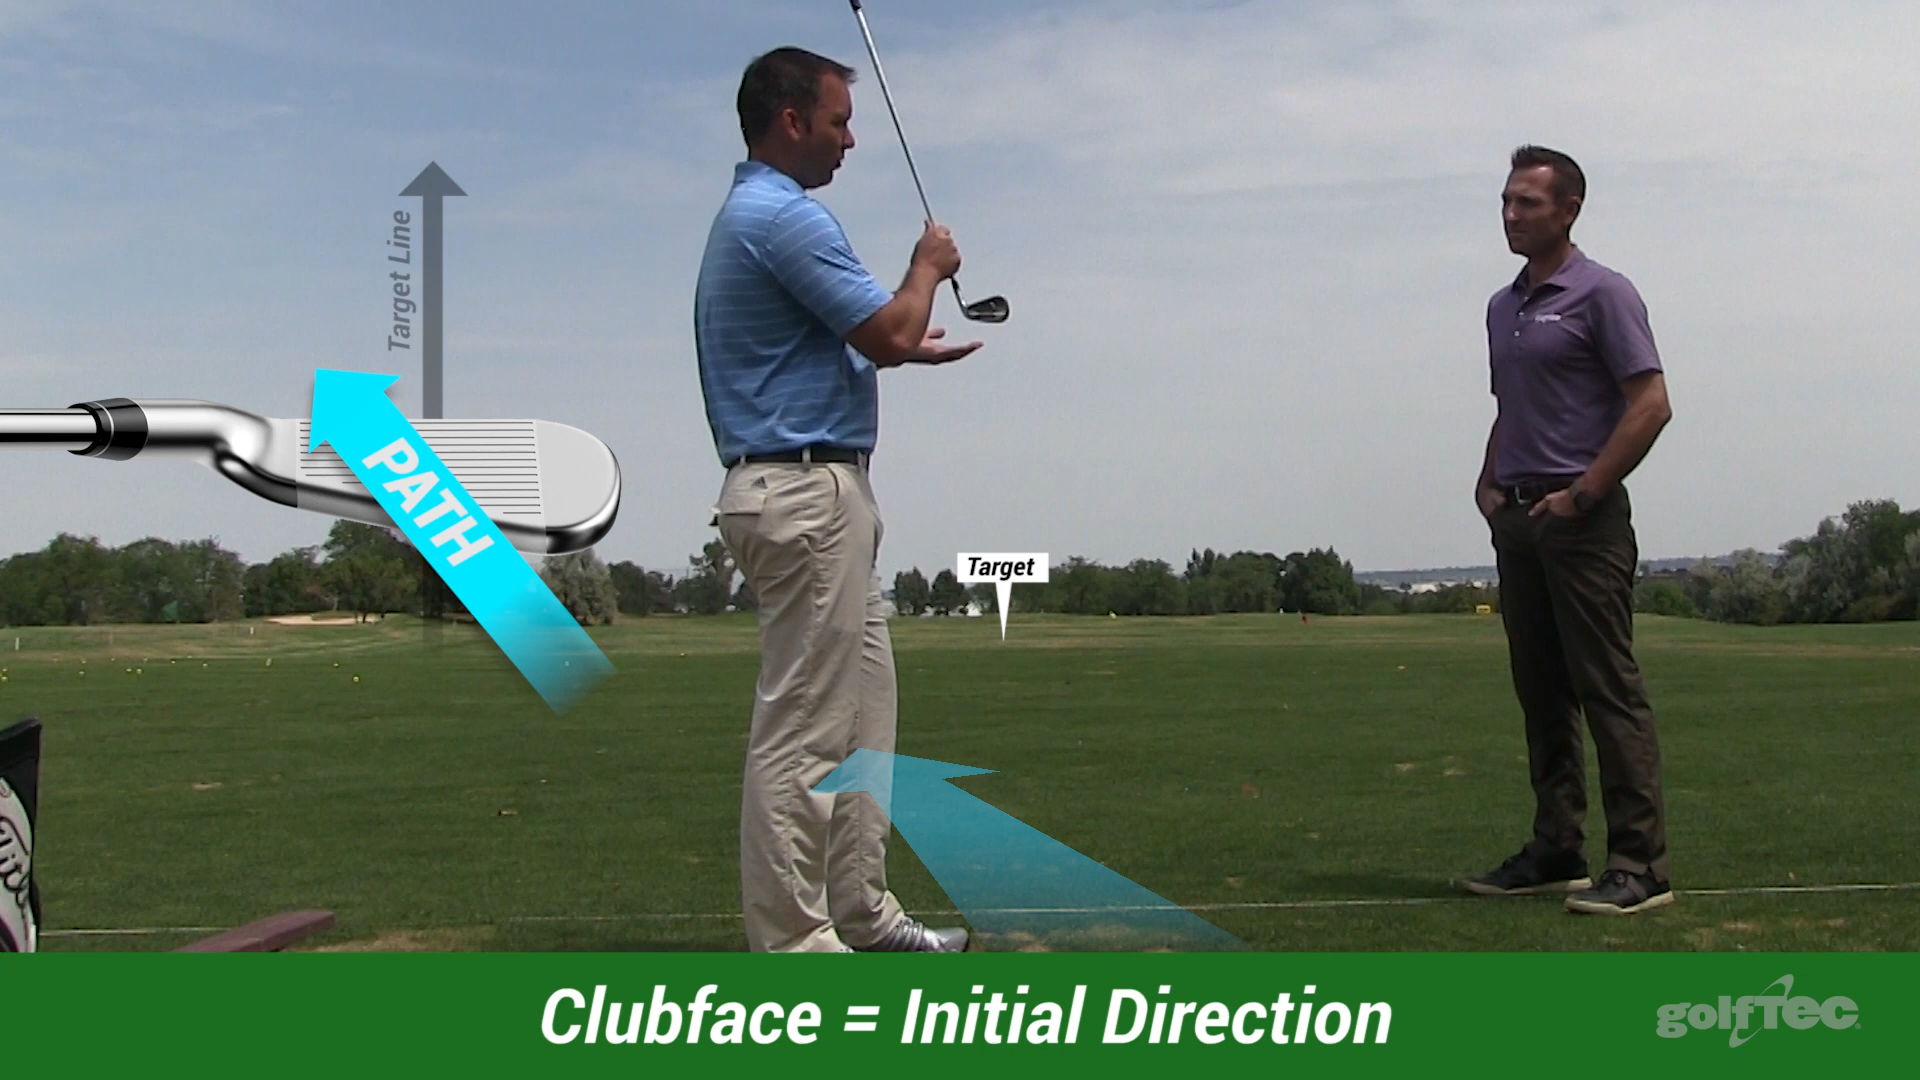 Target Line
PATH
Target
Clubface = Initial Direction
golfTEC